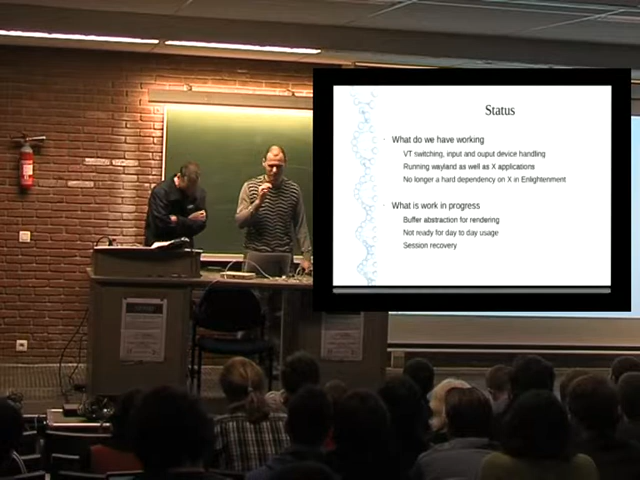 Status
What do we have working
VT switching, input and ouput device handling
Running wayland as well as X applications
No longer a hard dependency on X in Enlightenment
What is work in progress
Buffer abstraction for rendering
Not ready for day to day usage
Session recovery